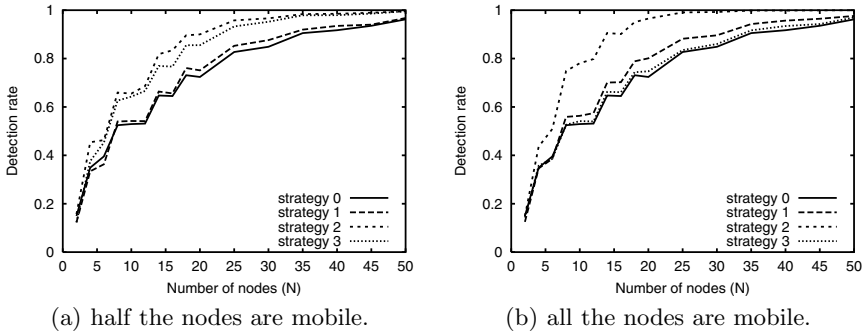 1
0.8
0.6
0.4
0.2
0
Detection rate
0 5 10 15 20 25 30 35 40 45 50
Number of nodes (N)
strategy 0
strategy 1
strategy 2
strategy 3
(a) half the nodes are mobile.
1
0.8
0.6
0.4
0.2
0
Detection rate
0 5 10 15 20 25 30 35 40 45 50
Number of nodes (N)
strategy 0
strategy 1
strategy 2
strategy 3
(b) all the nodes are mobile.